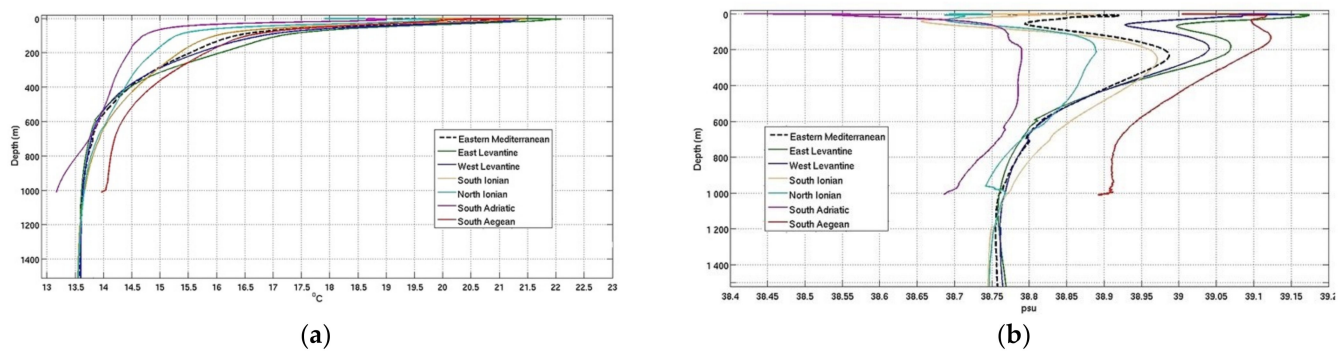 0
200
400
600
800
1000
1200
1400
Depth (m)
Eastern Mediterranean
East Levantine
West Levantine
South Ionian
North Ionian
South Adriatic
South Aegean
13 13.5 14 14.5 15 15.5 16 16.5 17 17.5 18 18.5 19 19.5 20 20.5 21 21.5 22 22.5 23
°C
(a)
0
200
400
600
800
1 000
1 200
1 400
Depth (m)
Eastern Mediterranean
East Levantine
West Levantine
South Ionian
North Ionian
South Adriatic
South Aegean
38.4 38.45 38.5 38.55 38.6 38.65 38.7 38.75 38.8 38.85 38.9 38.95 39 39.05 39.1 39.15 39.2
psu
(b)